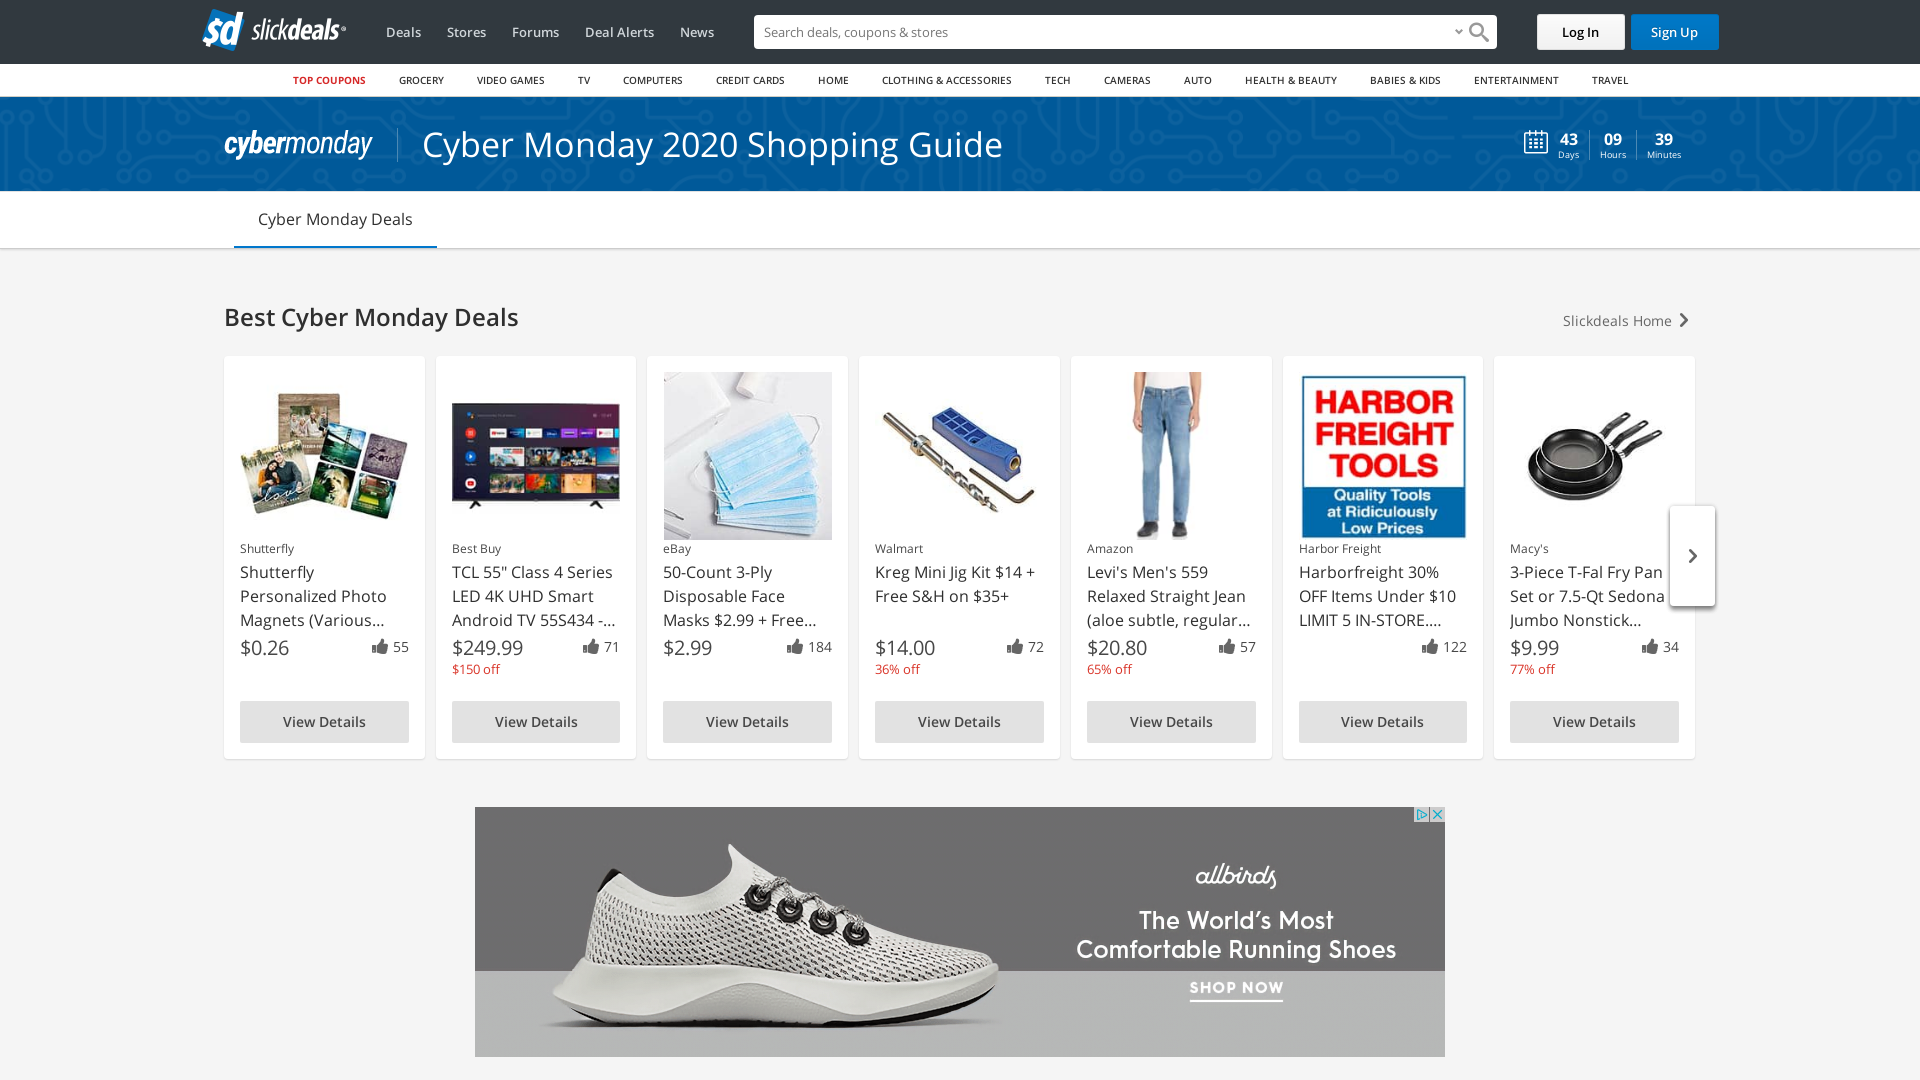 sd slickdeals
Deals
Stores
Forums
Deal Alerts
News
Search deals, coupons & stores
Log In
Sign Up
TOP COUPONS
GROCERY
VIDEO GAMES
TV
COMPUTERS
CREDIT CARDS
HOME
CLOTHING & ACCESSORIES
TECH
CAMERAS
AUTO
HEALTH & BEAUTY
BABIES & KIDS
ENTERTAINMENT
TRAVEL
cybermonday
Cyber Monday 2020 Shopping Guide
43
Days
09
Hours
39
Minutes
Cyber Monday Deals
Best Cyber Monday Deals
Slickdeals Home
Shutterfly
Shutterfly
Personalized Photo
Magnets (Various...
$0.26
55
View Details
Best Buy
TCL 55" Class 4 Series
LED 4K UHD Smart
Android TV 55S434 -...
$249.99
71
$150 off
View Details
eBay
50-Count 3-Ply
Disposable Face
Masks $2.99 + Free...
$2.99
184
View Details
Walmart
Kreg Mini Jig Kit $14 +
Free S&H on $35+
$14.00
72
36% off
View Details
Amazon
Levi's Men's 559
Relaxed Straight Jean
(aloe subtle, regular...
$20.80
57
65% off
View Details
HARBOR
FREIGHT
TOOLS
Quality Tools
at Ridiculously
Low Prices
Harbor Freight
Harborfreight 30%
OFF Items Under $10
LIMIT 5 IN-STORE....
122
View Details
Macy's
3-Piece T-Fal Fry Pan
Set or 7.5-Qt Sedona
Jumbo Nonstick...
$9.99
34
77% off
View Details
allbirds
The World's Most
Comfortable Running Shoes
SHOP NOW